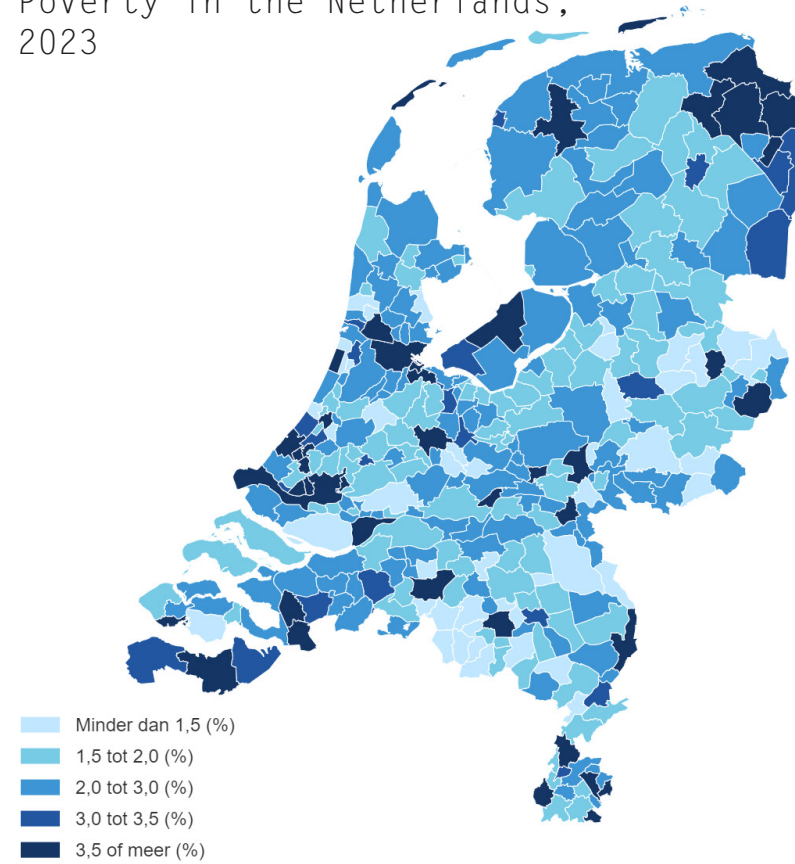 Poverty in the Netherlands,
2023
Minder dan 1,5 (%)
1,5 tot 2,0 (%)
2,0 tot 3,0 (%)
3,0 tot 3,5 (%)
3,5 of meer (%)